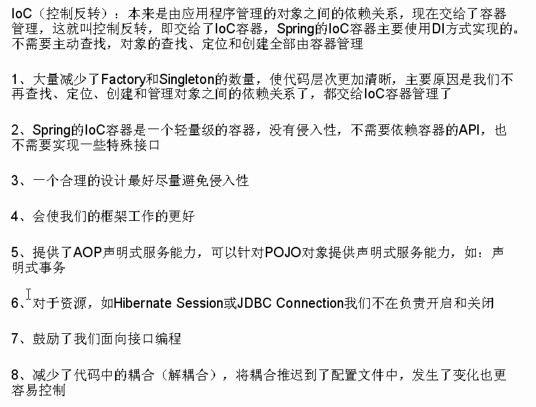 IoC（控制反转）：本来是由应用程序管理的对象之间的依赖关系，现在交给了容器
管理，这就叫控制反转，即交给了IoC容器，Spring的IoC容器主要使用DI方式实现的。
不需要主动查找，对象的查找、定位和创建全部由容器管理
1、大量减少了Factory和Singleton的数量，使代码层次更加清晰，主要原因是我们不
再查找、定位、创建和管理对象之间的依赖关系了，都交给IoC容器管理了
2、Spring的IoC容器是一个轻量级的容器，没有侵入性，不需要依赖容器的API，也
不需要实现一些特殊接口
3、一个合理的设计最好尽量避免侵入性
4、会使我们的框架工作的更好
5、提供了AOP声明式服务能力，可以针对POJO对象提供声明式服务能力，如：声
明式事务
6、对于资源，如Hibernate Session或JDBC Connection我们不在负责开启和关闭
7、鼓励了我们面向接口编程
8、减少了代码中的耦合（解耦合），将耦合推迟到了配置文件中，发生了变化也更
容易控制